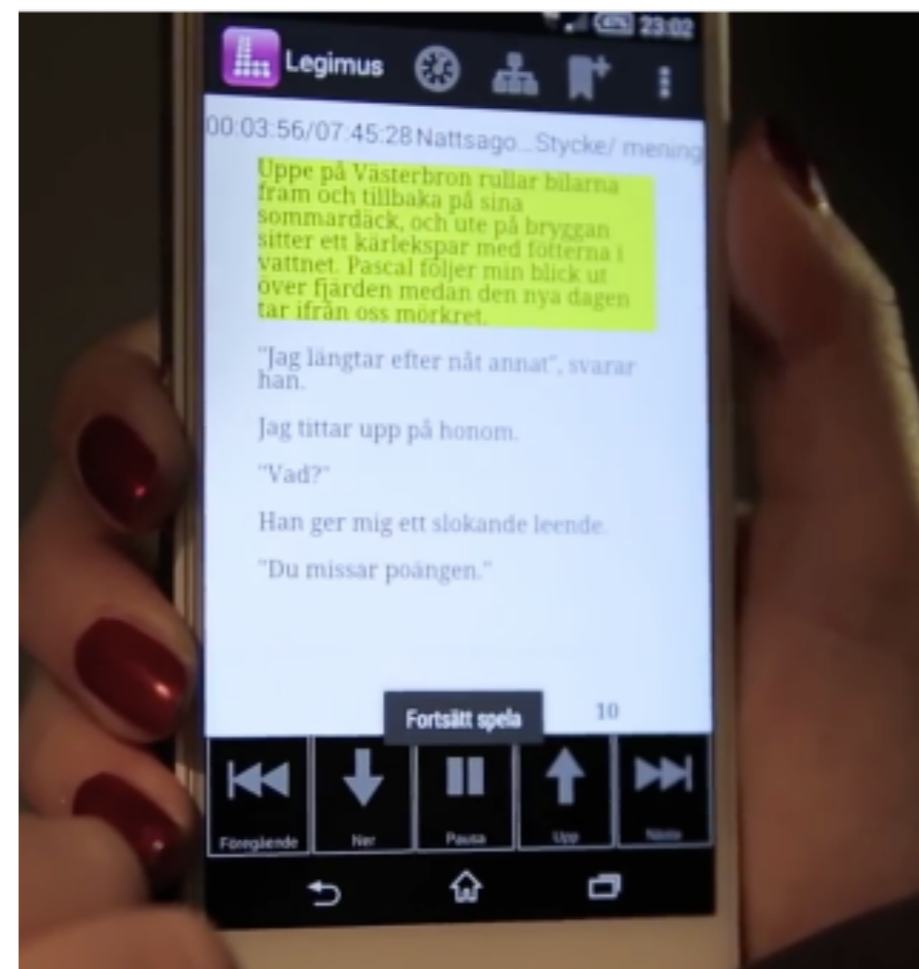 23:02
Legimus
00:03:56/07:45:28 Nattsago...Stycke/ mening
Uppe på Västerbron rullar bilarna
fram och tillbaka på sina
sommardäck, och ute på bryggan
sitter ett kärlekspar med fötterna i
vattnet. Pascal följer min blick ut
över fjärden medan den nya dagen
tar ifrån oss mörkret.
"Jag längtar efter nåt annat", svarar
han.
Jag tittar upp på honom.
"Vad?"
Han ger mig ett slokande leende.
"Du missar poängen."
10
Fortsätt spela
Föregående Ner Pausa Upp Nästa